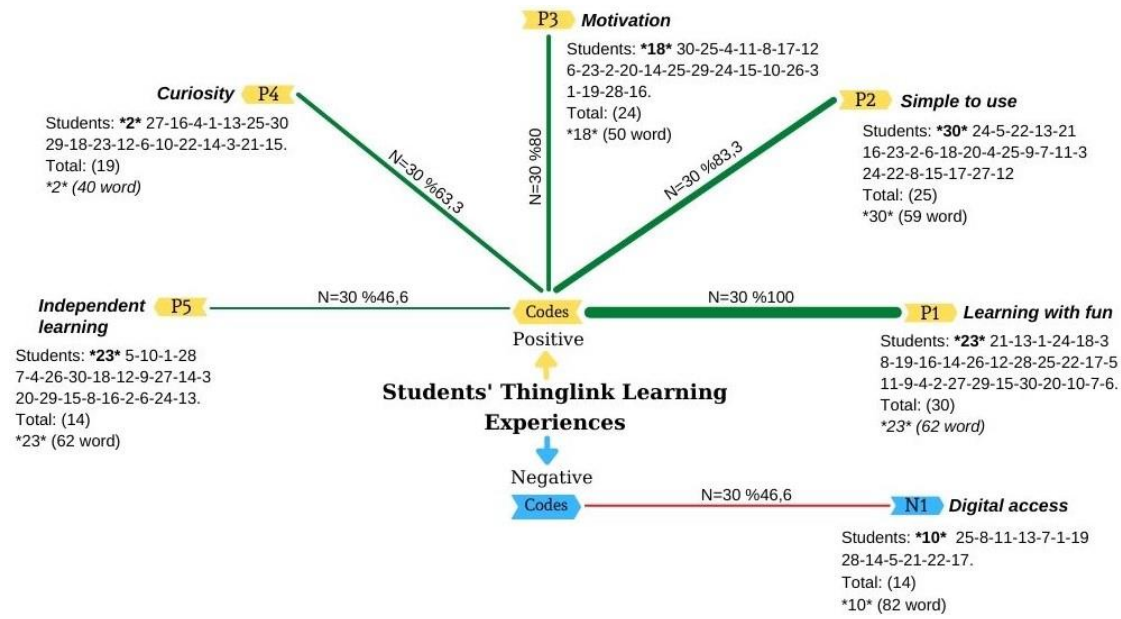 P3 Motivation
Students: *18* 30-25-4-11-8-17-12
6-23-2-20-14-25-29-24-15-10-26-3
1-19-28-16.
Total: (24)
*18* (50 word)
N=30 %80
Curiosity P4
Students: *2* 27-16-4-1-13-25-30
29-18-23-12-6-10-22-14-3-21-15.
Total: (19)
*2* (40 word)
N=30 %63,3
P2 Simple to use
Students: *30* 24-5-22-13-21
16-23-2-6-18-20-4-25-9-7-11-3
24-22-8-15-17-27-12
Total: (25)
*30* (59 word)
N=30 %83,3
Independent
learning
P5
Students: *23* 5-10-1-28
7-4-26-30-18-12-9-27-14-3
20-29-15-8-16-2-6-24-13.
Total: (14)
*23* (62 word)
N=30 %46,6
Codes
Positive
N=30 %100
P1 Learning with fun
Students: *23* 21-13-1-24-18-3
8-19-16-14-26-12-28-25-22-17-5
11-9-4-2-27-29-15-30-20-10-7-6.
Total: (30)
*23* (62 word)
Students' Thinglink Learning
Experiences
Negative
Codes
N=30 %46,6
N1 Digital access
Students: *10* 25-8-11-13-7-1-19
28-14-5-21-22-17.
Total: (14)
*10* (82 word)